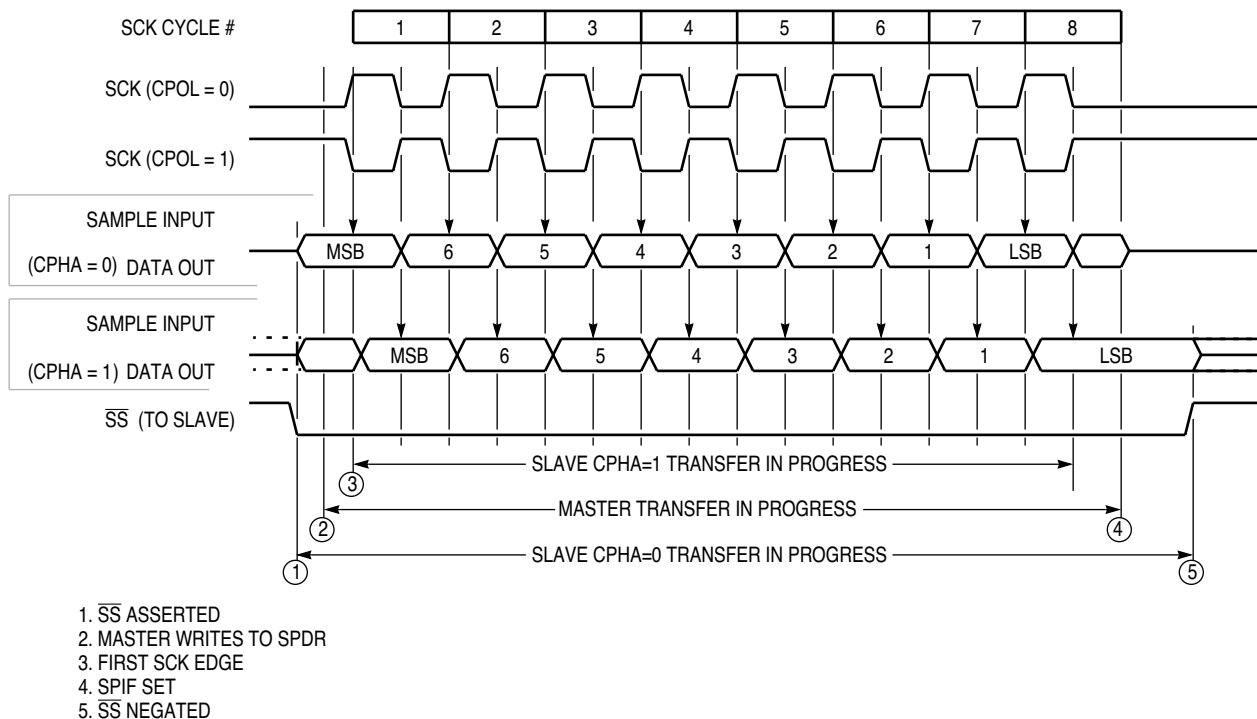 SCK CYCLE # 1 2 3 4 5 6 7 8
SCK (CPOL = 0)
SCK (CPOL = 1)
SAMPLE INPUT
(CPHA = 0) DATA OUT MSB 6 5 4 3 2 1 LSB
SAMPLE INPUT
(CPHA = 1) DATA OUT MSB 6 5 4 3 2 1 LSB
SS (TO SLAVE)
SLAVE CPHA=1 TRANSFER IN PROGRESS
3
MASTER TRANSFER IN PROGRESS
2 4
SLAVE CPHA=0 TRANSFER IN PROGRESS
1 5
1. SS ASSERTED
2. MASTER WRITES TO SPDR
3. FIRST SCK EDGE
4. SPIF SET
5. SS NEGATED